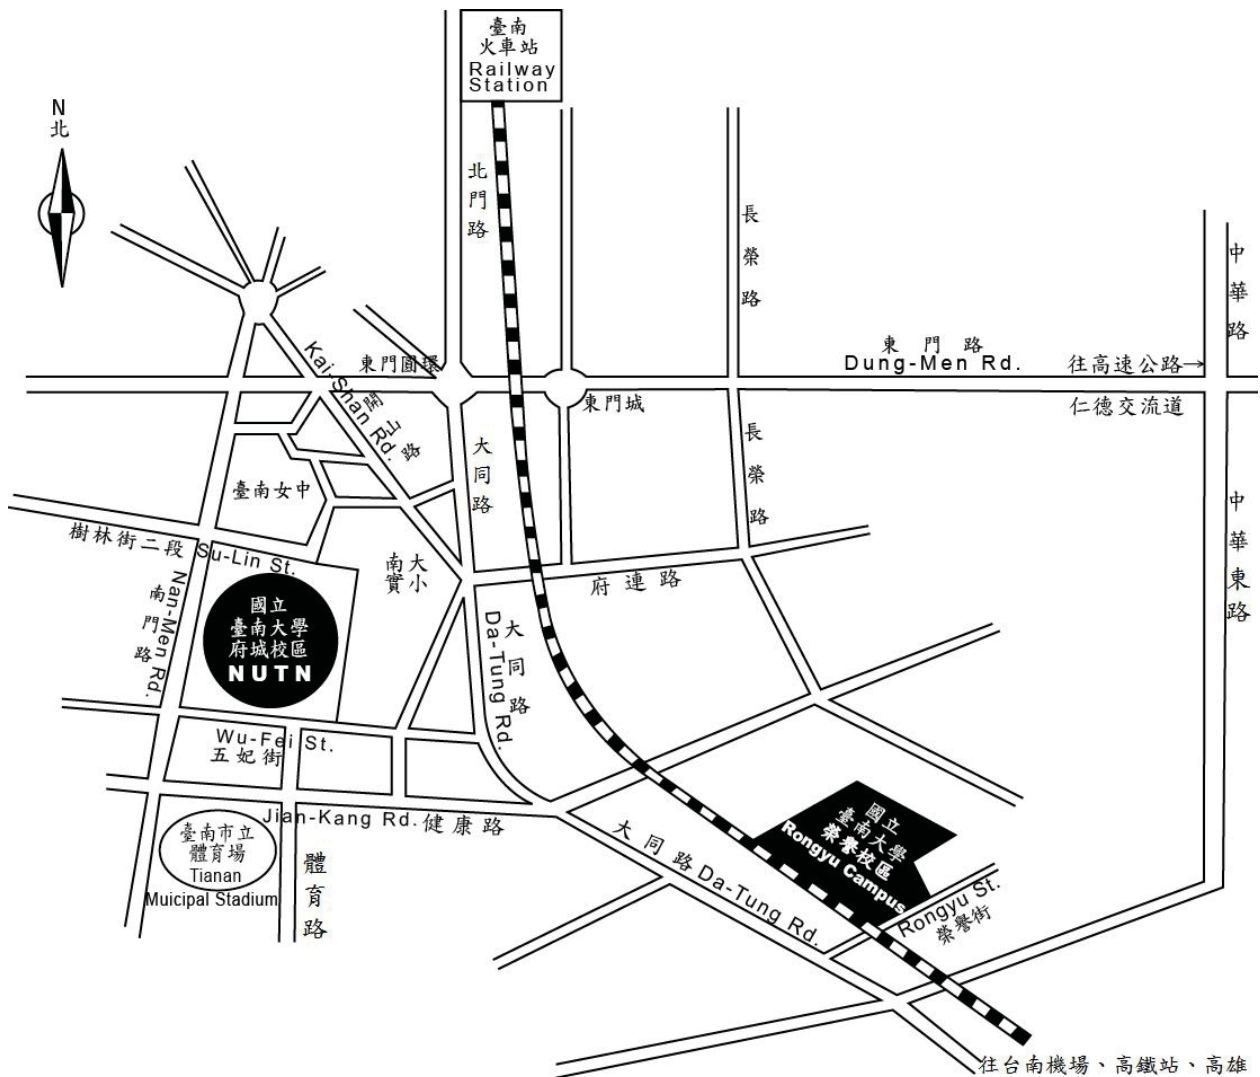 臺南
火車站
Railway
Station
N
北
北門路
長榮路
中華路
東門路
Dung-Men Rd.
往高速公路→
仁德交流道
東門圓環
東門城
Kai-Shan Rd.
開山路
大同路
長榮路
中華東路
臺南女中
樹林街二段 Su-Lin St.
南大
實小
府連路
Nan-Men Rd.
南門路
國立
臺南大學
府城校區
NUTN
Da-Tung Rd.
大同路
Wu-Fei St.
五妃街
Jian-Kang Rd. 健康路
臺南市立
體育場
Tianan
Muicipal Stadium
體育路
大同路 Da-Tung Rd.
國立
臺南大學
榮譽校區
Rongyu Campus
Rongyu St.
榮譽街
往台南機場、高鐵站、高雄